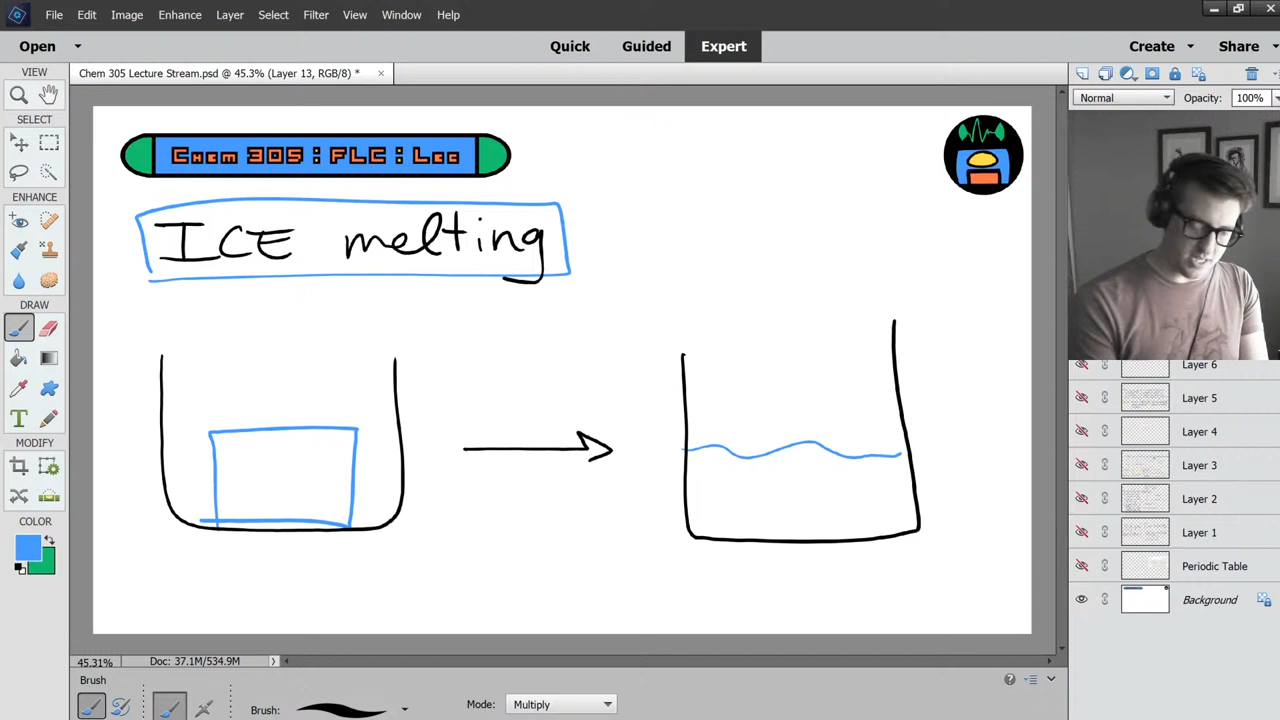 File Edit Image Enhance Layer Select Filter View Window Help
Open Quick Guided Expert Create Share
VIEW
Chem 305 Lecture Stream.psd @ 45.3% (Layer 13, RGB/8) *
Normal Opacity: 100%
SELECT
Chem 305 : FLC : Lec
ENHANCE
ICE melting
DRAW
Layer 6
Layer 5
Layer 4
MODIFY
Layer 3
Layer 2
COLOR
Layer 1
Periodic Table
Background
45.31% Doc: 37.1M/534.9M
Brush
Brush: Mode: Multiply